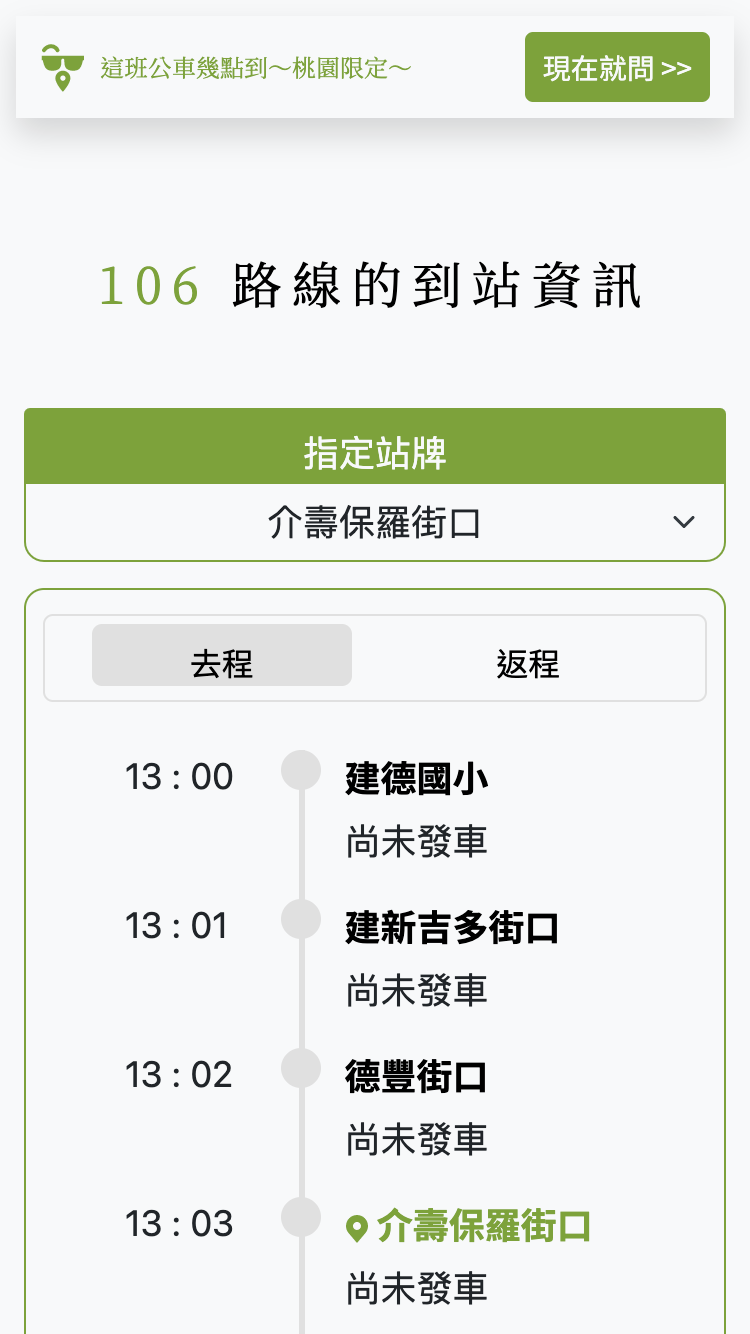 這班公車幾點到～桃園限定～
現在就問 >>
106 路線的到站資訊
指定站牌
介壽保羅街口
去程 返程
13 : 00 建德國小
尚未發車
13 : 01 建新吉多街口
尚未發車
13 : 02 德豐街口
尚未發車
13 : 03 介壽保羅街口
尚未發車